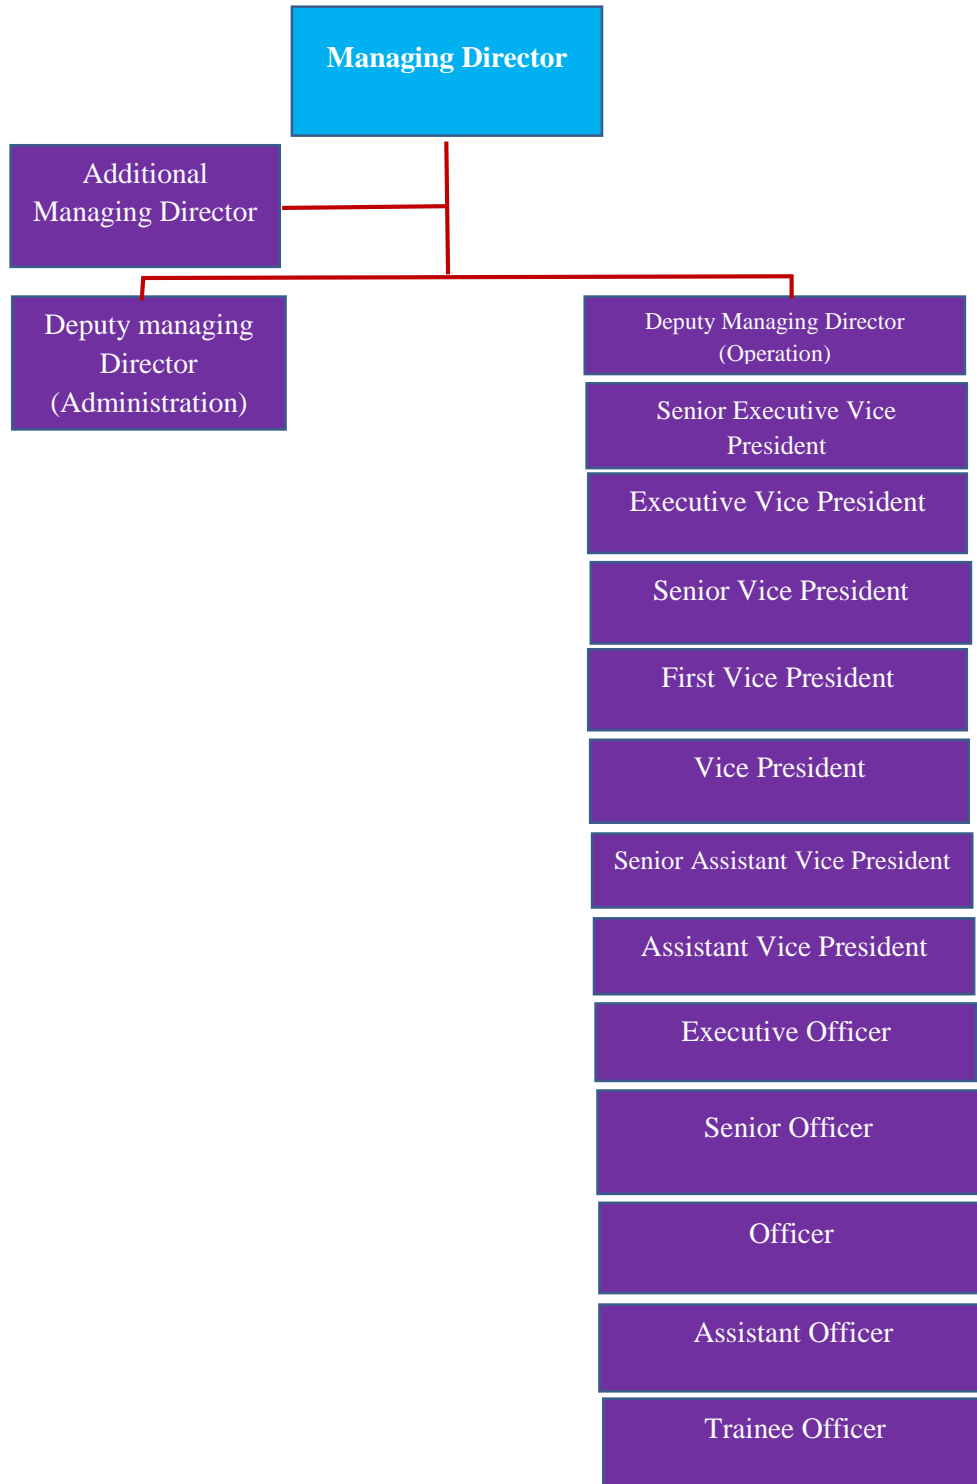 Managing Director
Additional
Managing Director
Deputy managing
Director
(Administration)
Deputy Managing Director
(Operation)
Senior Executive Vice
President
Executive Vice President
Senior Vice President
First Vice President
Vice President
Senior Assistant Vice President
Assistant Vice President
Executive Officer
Senior Officer
Officer
Assistant Officer
Trainee Officer